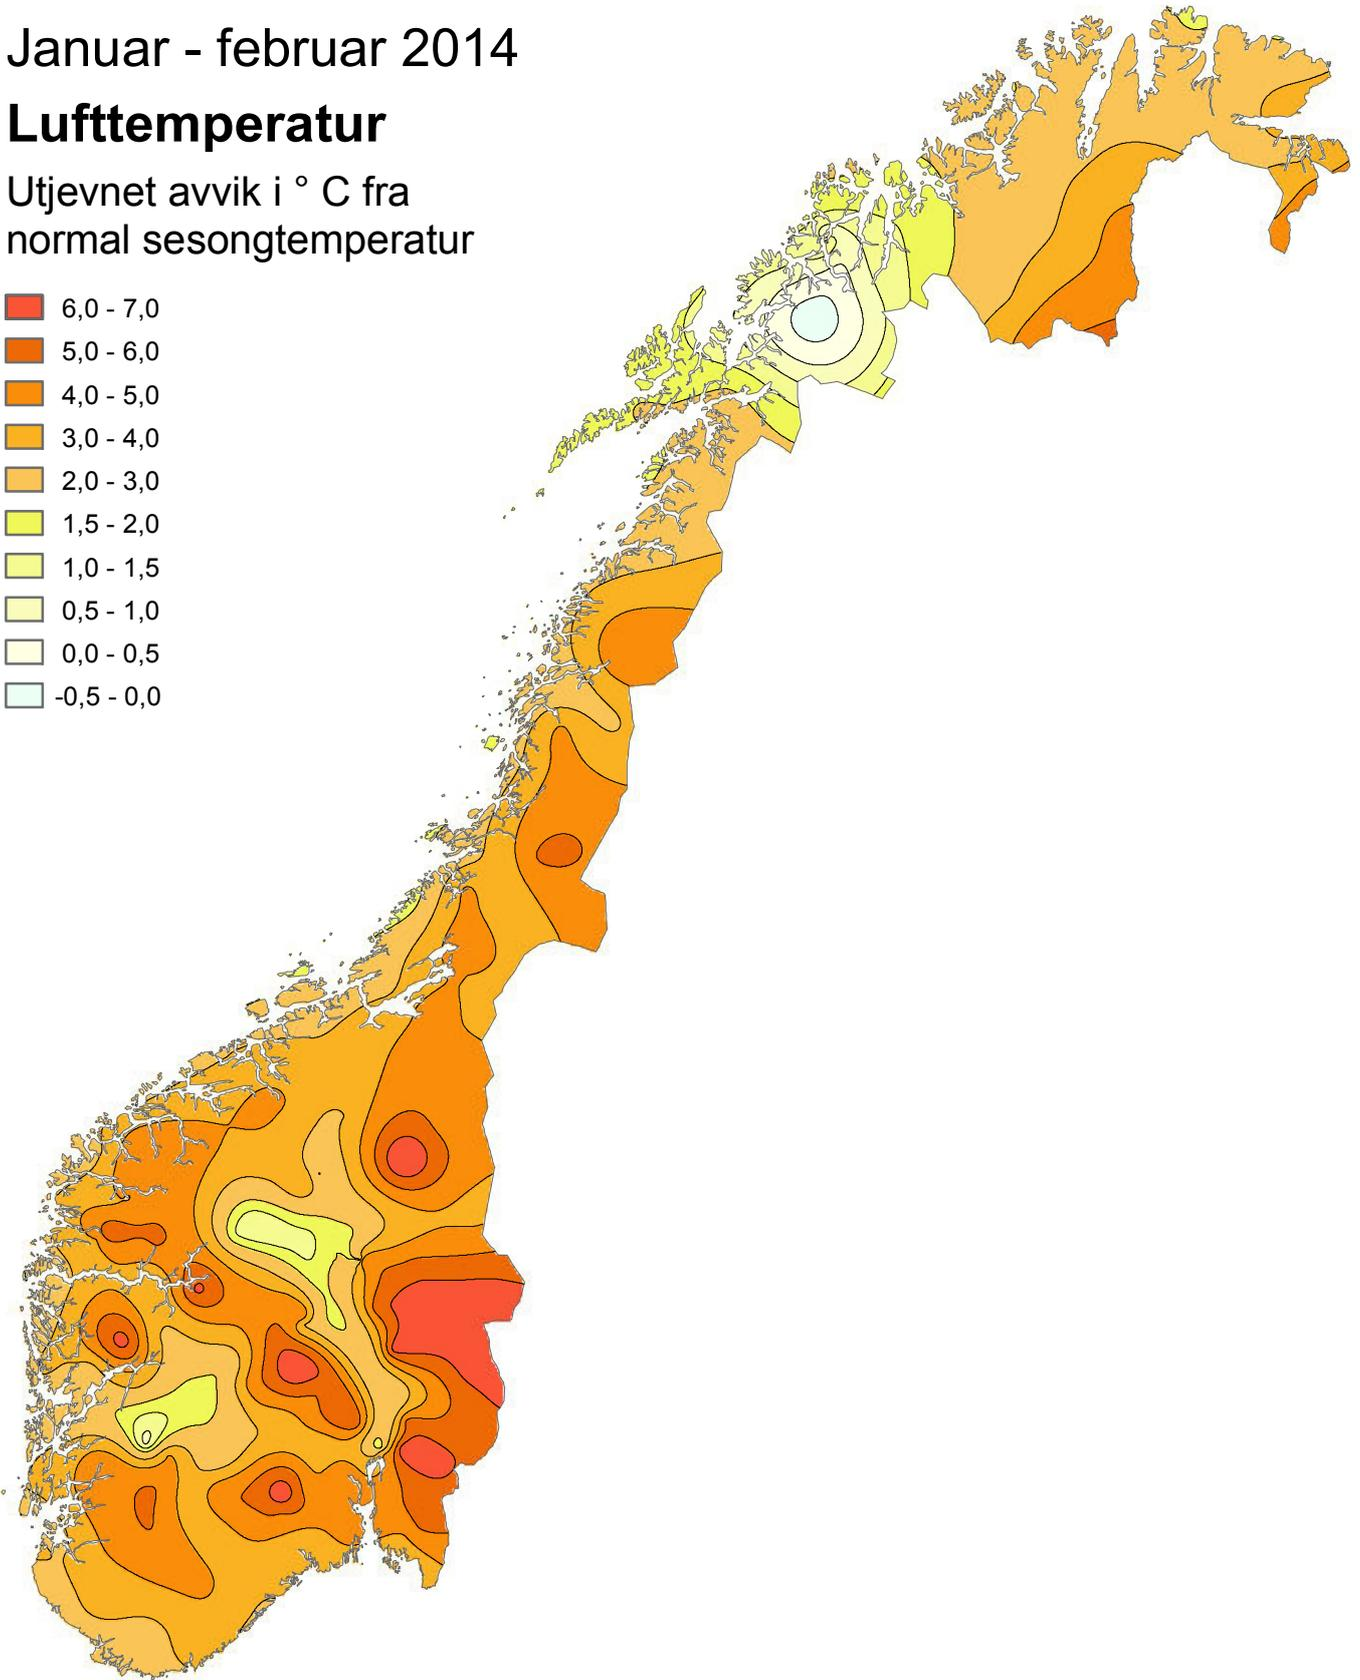 Januar - februar 2014
Lufttemperatur
Utjevnet avvik i ° C fra
normal sesongtemperatur
6,0 - 7,0
5,0 - 6,0
4,0 - 5,0
3,0 - 4,0
2,0 - 3,0
1,5 - 2,0
1,0 - 1,5
0,5 - 1,0
0,0 - 0,5
-0,5 - 0,0